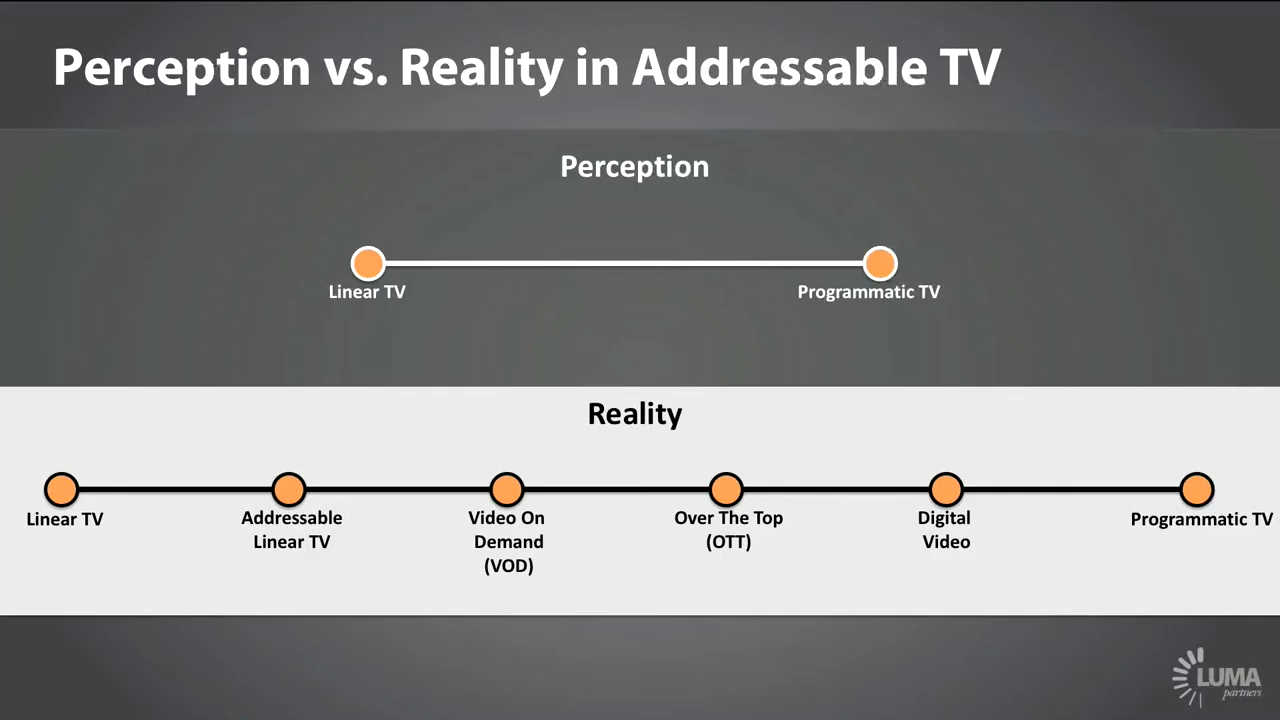 Perception vs. Reality in Addressable TV
Perception
Linear TV
Programmatic TV
Reality
Linear TV
Addressable
Linear TV
Video On
Demand
(VOD)
Over The Top
(OTT)
Digital
Video
Programmatic TV
LUMA
partners